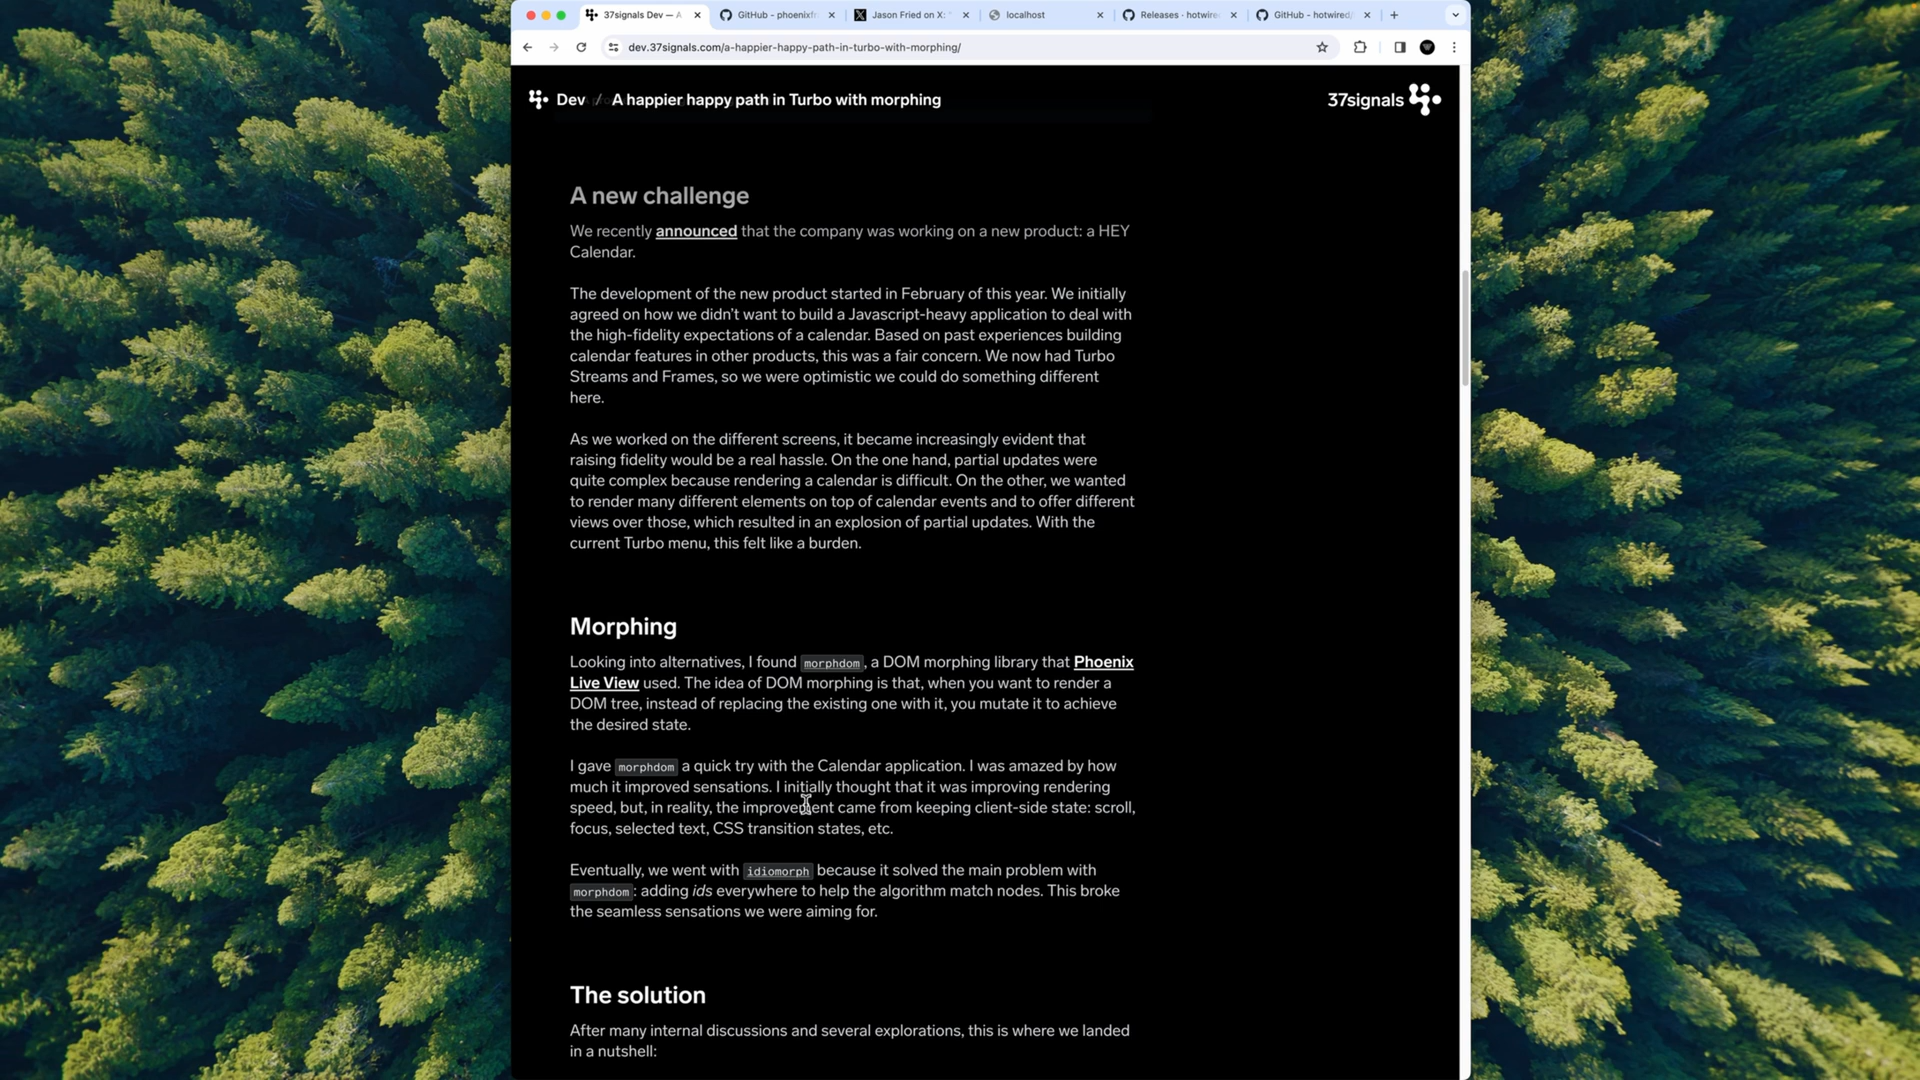 37signals Dev — A
GitHub - phoenixfr
Jason Fried on X: "
localhost
Releases · hotwire
GitHub - hotwired/
dev.37signals.com/a-happier-happy-path-in-turbo-with-morphing/
Dev / A happier happy path in Turbo with morphing
37signals
A new challenge
We recently announced that the company was working on a new product: a HEY
Calendar.
The development of the new product started in February of this year. We initially
agreed on how we didn't want to build a Javascript-heavy application to deal with
the high-fidelity expectations of a calendar. Based on past experiences building
calendar features in other products, this was a fair concern. We now had Turbo
Streams and Frames, so we were optimistic we could do something different
here.
As we worked on the different screens, it became increasingly evident that
raising fidelity would be a real hassle. On the one hand, partial updates were
quite complex because rendering a calendar is difficult. On the other, we wanted
to render many different elements on top of calendar events and to offer different
views over those, which resulted in an explosion of partial updates. With the
current Turbo menu, this felt like a burden.
Morphing
Looking into alternatives, I found morphdom, a DOM morphing library that Phoenix
Live View used. The idea of DOM morphing is that, when you want to render a
DOM tree, instead of replacing the existing one with it, you mutate it to achieve
the desired state.
I gave morphdom a quick try with the Calendar application. I was amazed by how
much it improved sensations. I initially thought that it was improving rendering
speed, but, in reality, the improvement came from keeping client-side state: scroll,
focus, selected text, CSS transition states, etc.
Eventually, we went with idiomorph because it solved the main problem with
morphdom: adding ids everywhere to help the algorithm match nodes. This broke
the seamless sensations we were aiming for.
The solution
After many internal discussions and several explorations, this is where we landed
in a nutshell: